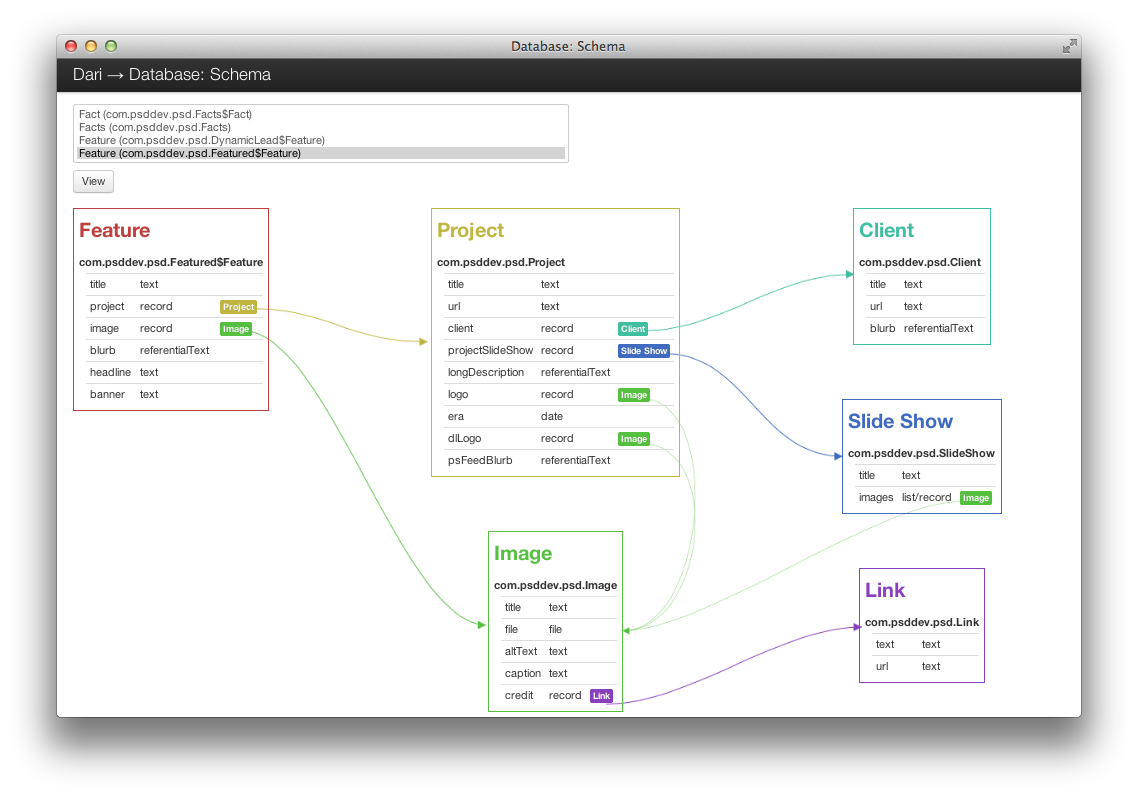 Database: Schema
Dari → Database: Schema
Fact (com.psddev.psd.Facts$Fact)
Facts (com.psddev.psd.Facts)
Feature (com.psddev.psd.DynamicLead$Feature)
Feature (com.psddev.psd.Featured$Feature)
View
Feature
com.psddev.psd.Featured$Feature
title text
project record Project
image record Image
blurb referentialText
headline text
banner text
Project
com.psddev.psd.Project
title text
url text
client record Client
projectSlideShow record Slide Show
longDescription referentialText
logo record Image
era date
dlLogo record Image
psFeedBlurb referentialText
Client
com.psddev.psd.Client
title text
url text
blurb referentialText
Slide Show
com.psddev.psd.SlideShow
title text
images list/record Image
Image
com.psddev.psd.Image
title text
file file
altText text
caption text
credit record Link
Link
com.psddev.psd.Link
text text
url text